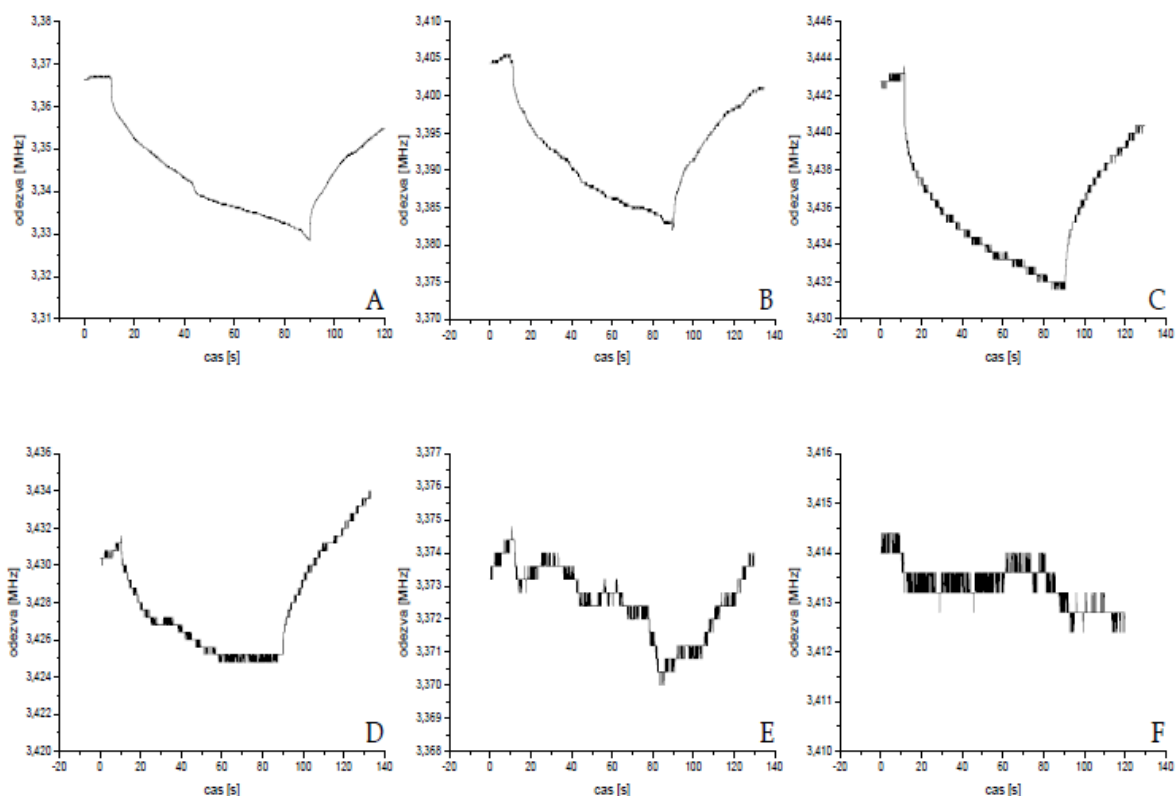 3,38
3,37
3,36
3,35
3,34
3,33
3,32
3,31
odezva [MHz]
-20 0 20 40 60 80 100 120 140
cas [s]
A
3,410
3,405
3,400
3,395
3,390
3,385
3,380
3,375
3,370
odezva [MHz]
-20 0 20 40 60 80 100 120 140
cas [s]
B
3,446
3,444
3,442
3,440
3,438
3,436
3,434
3,432
3,430
odezva [MHz]
-20 0 20 40 60 80 100 120 140
cas [s]
C
3,436
3,434
3,432
3,430
3,428
3,426
3,424
3,422
3,420
odezva [MHz]
-20 0 20 40 60 80 100 120 140
cas [s]
D
3,377
3,376
3,375
3,374
3,373
3,372
3,371
3,370
3,369
3,368
odezva [MHz]
-20 0 20 40 60 80 100 120 140
cas [s]
E
3,416
3,415
3,414
3,413
3,412
3,411
3,410
odezva [MHz]
-20 0 20 40 60 80 100 120 140
cas [s]
F